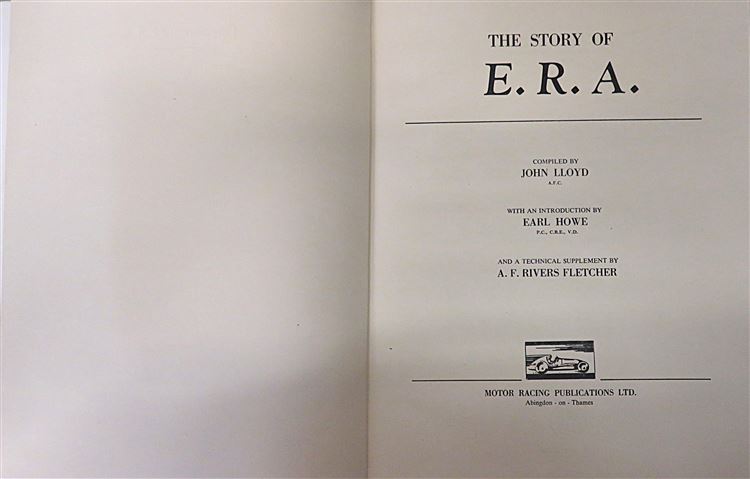 THE STORY OF
E. R. A.
COMPILED BY
JOHN LLOYD
A.F.C.
WITH AN INTRODUCTION BY
EARL HOWE
P.C., C.B.E., V.D.
AND A TECHNICAL SUPPLEMENT BY
A. F. RIVERS FLETCHER
MOTOR RACING PUBLICATIONS LTD.
Abingdon - on - Thames